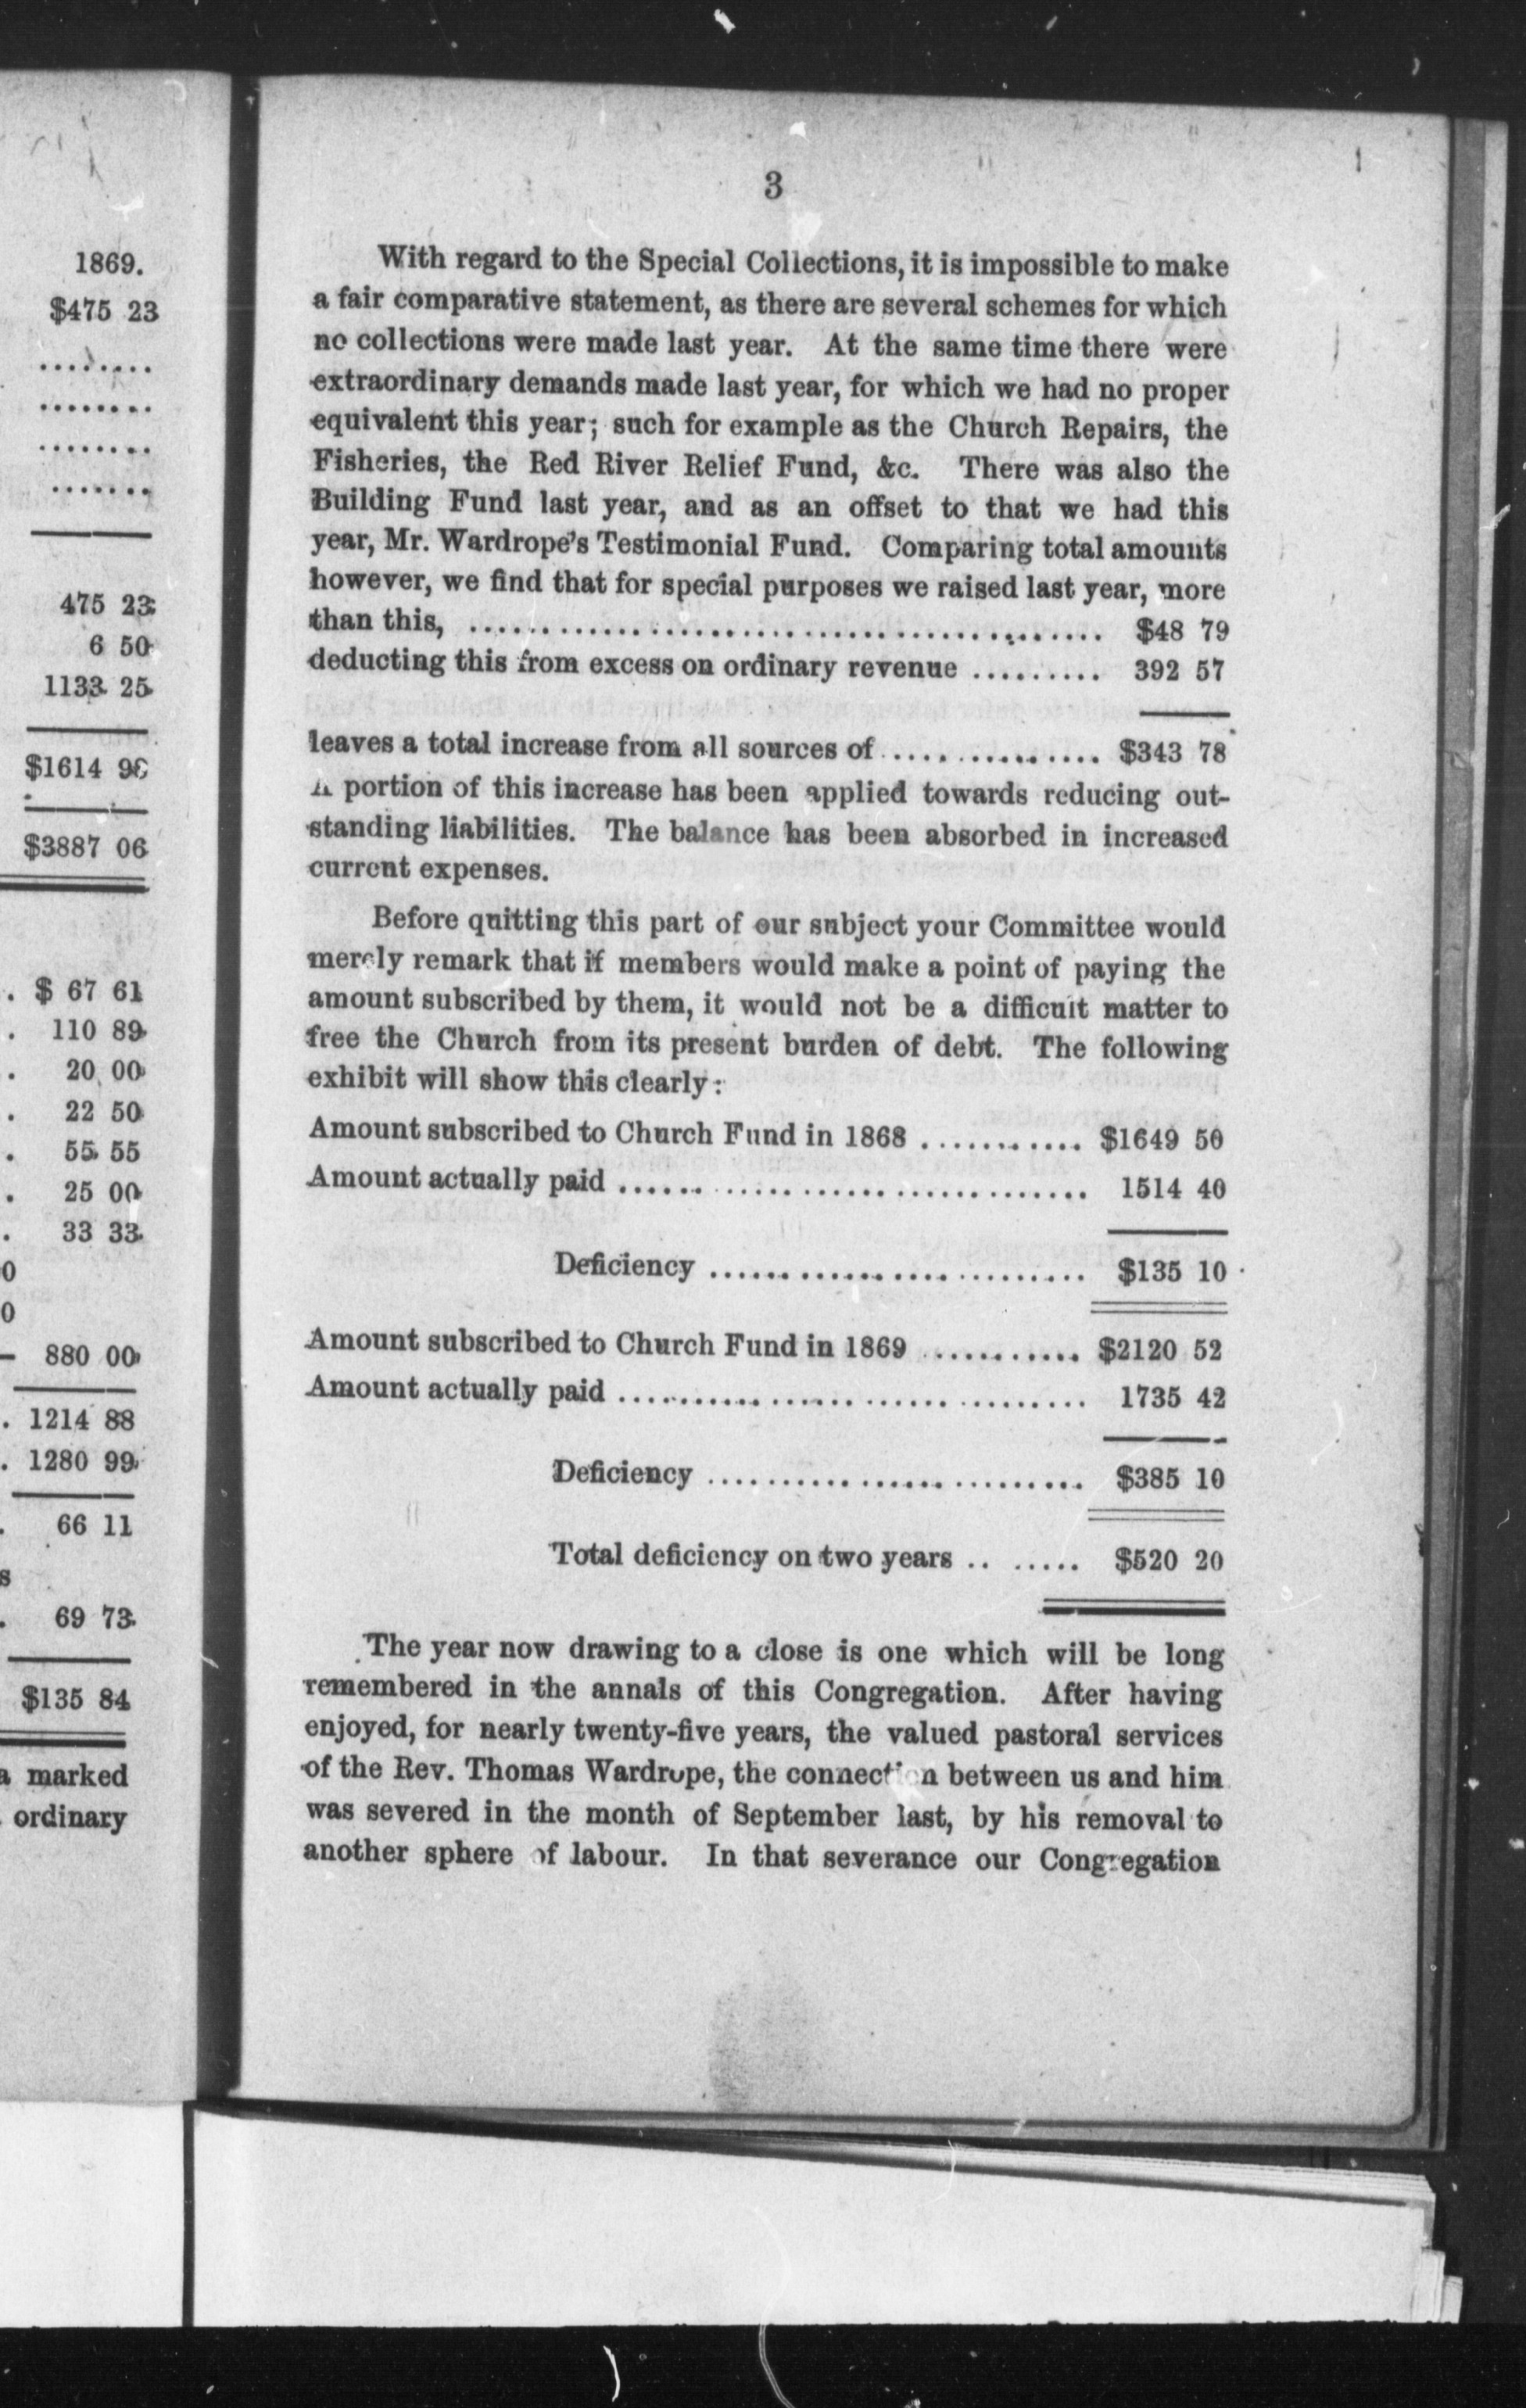 1869.
$475 23
........
........
........
.......
475 23
6 50
1133 25
$1614 98
$3887 06
. $ 67 61
. 110 89
. 20 00
. 22 50
. 55 55
. 25 00
. 33 33
0
0
— 880 00
. 1214 88
. 1280 99
. 66 11
s
. 69 73
$135 84
a marked
ordinary
3
With regard to the Special Collections, it is impossible to make
a fair comparative statement, as there are several schemes for which
no collections were made last year. At the same time there were
extraordinary demands made last year, for which we had no proper
equivalent this year; such for example as the Church Repairs, the
Fisheries, the Red River Relief Fund, &c. There was also the
Building Fund last year, and as an offset to that we had this
year, Mr. Wardrope's Testimonial Fund. Comparing total amounts
however, we find that for special purposes we raised last year, more
than this, ........................................ $48 79
deducting this from excess on ordinary revenue ......... 392 57
leaves a total increase from all sources of ................ $343 78
A portion of this increase has been applied towards reducing out-
standing liabilities. The balance has been absorbed in increased
current expenses.
Before quitting this part of our subject your Committee would
merely remark that if members would make a point of paying the
amount subscribed by them, it would not be a difficult matter to
free the Church from its present burden of debt. The following
exhibit will show this clearly:
Amount subscribed to Church Fund in 1868 ........... $1649 50
Amount actually paid .................................. 1514 40
Deficiency ............................ $135 10
Amount subscribed to Church Fund in 1869 ........... $2120 52
Amount actually paid .................................. 1735 42
Deficiency ............................ $385 10
Total deficiency on two years .. ..... $520 20
The year now drawing to a close is one which will be long
remembered in the annals of this Congregation. After having
enjoyed, for nearly twenty-five years, the valued pastoral services
of the Rev. Thomas Wardrope, the connection between us and him
was severed in the month of September last, by his removal to
another sphere of labour. In that severance our Congregation